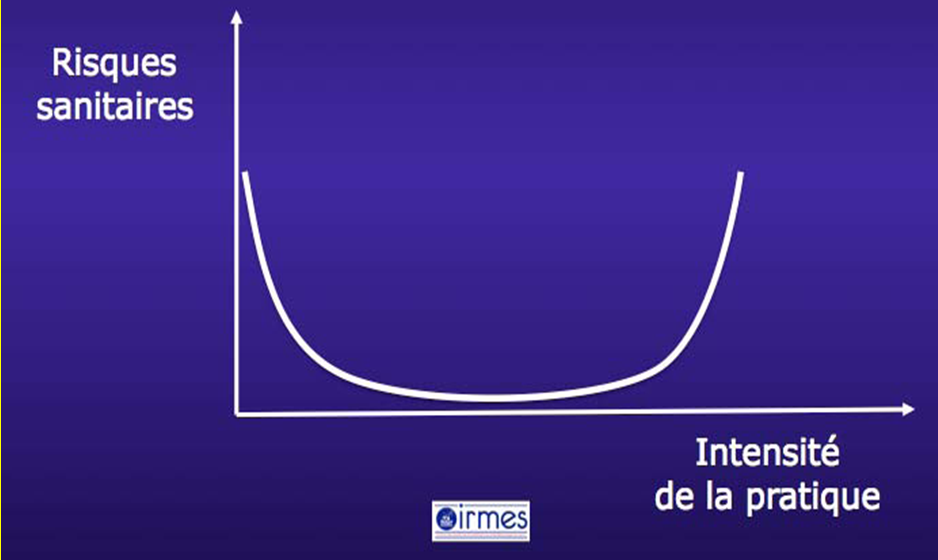 Risques
sanitaires
Intensité
de la pratique
irmes